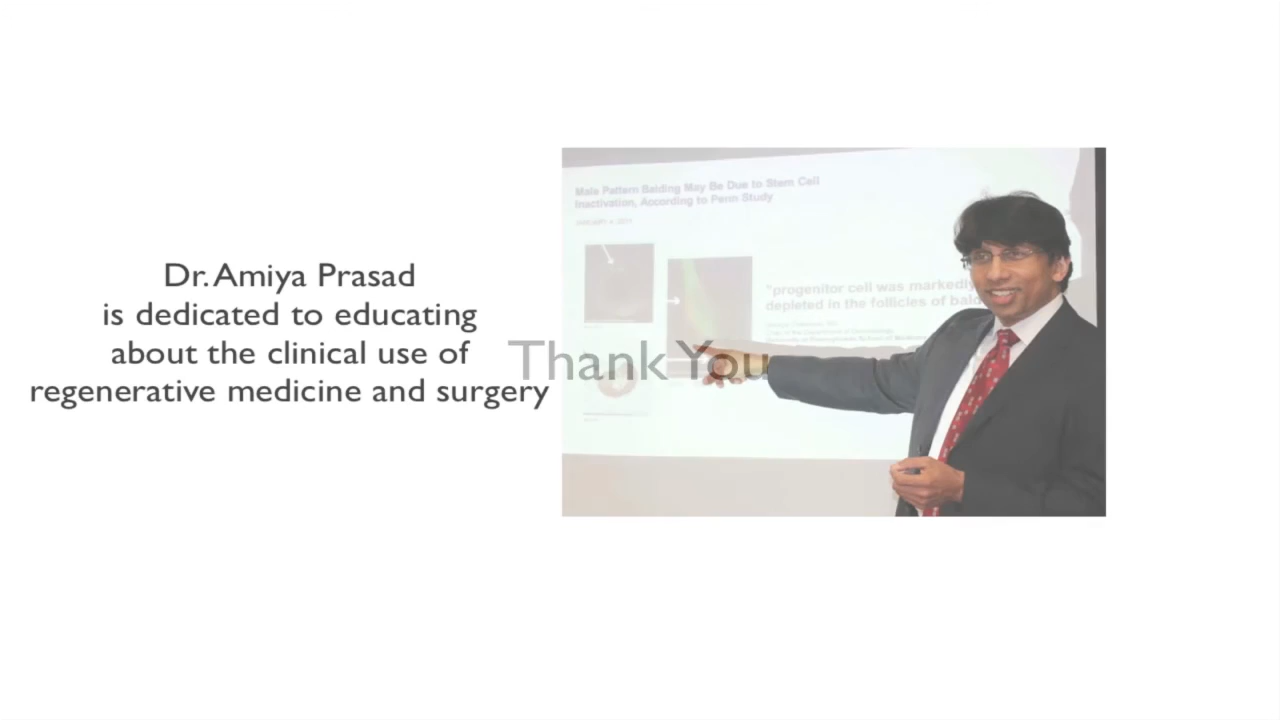 Dr. Amiya Prasad
is dedicated to educating
about the clinical use of
regenerative medicine and surgery
Thank You
Male Pattern Balding May Be Due to Stem Cell
Inactivation, According to Penn Study
"progenitor cell was markedly
depleted in the follicles of bald